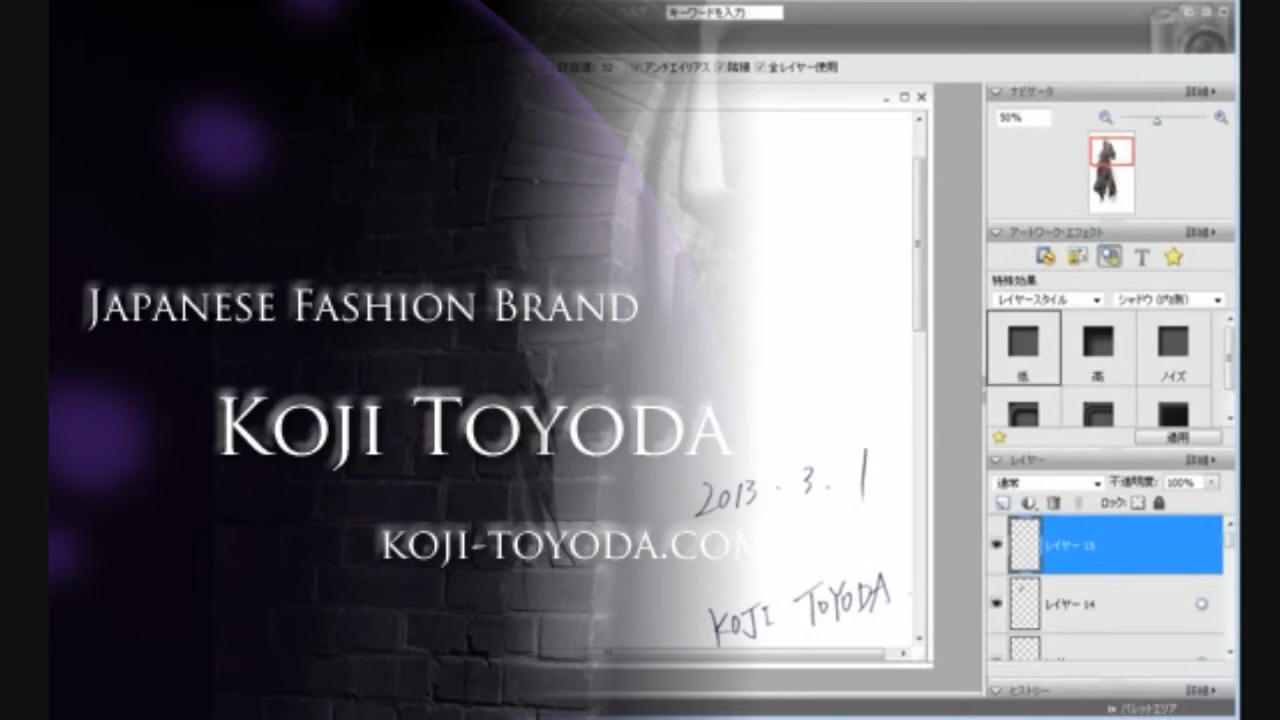 キーワードを入力
許容値: 32 アンチエイリアス 隣接 全レイヤー使用
ナビゲータ 詳細
50%
アートワーク・エフェクト 詳細
T
特殊効果
レイヤースタイル シャドウ (内側)
低 高 ノイズ
適用
レイヤー 詳細
通常 不透明度: 100%
ロック:
レイヤー 15
レイヤー 14
ヒストリー 詳細
パレットエリア
Japanese Fashion Brand
Koji Toyoda
koji-toyoda.com
2013.3.1
KOJI TOYODA